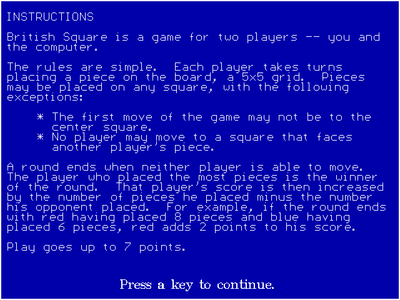 INSTRUCTIONS
British Square is a game for two players -- you and
the computer.
The rules are simple.  Each player takes turns
placing a piece on the board, a 5x5 grid.  Pieces
may be placed on any square, with the following
exceptions:
* The first move of the game may not be to the
center square.
* No player may move to a square that faces
another player's piece.
A round ends when neither player is able to move.
The player who placed the most pieces is the winner
of the round.  That player's score is then increased
by the number of pieces he placed minus the number
his opponent placed.  For example, if the round ends
with red having placed 8 pieces and blue having
placed 6 pieces, red adds 2 points to his score.
Play goes up to 7 points.
Press a key to continue.